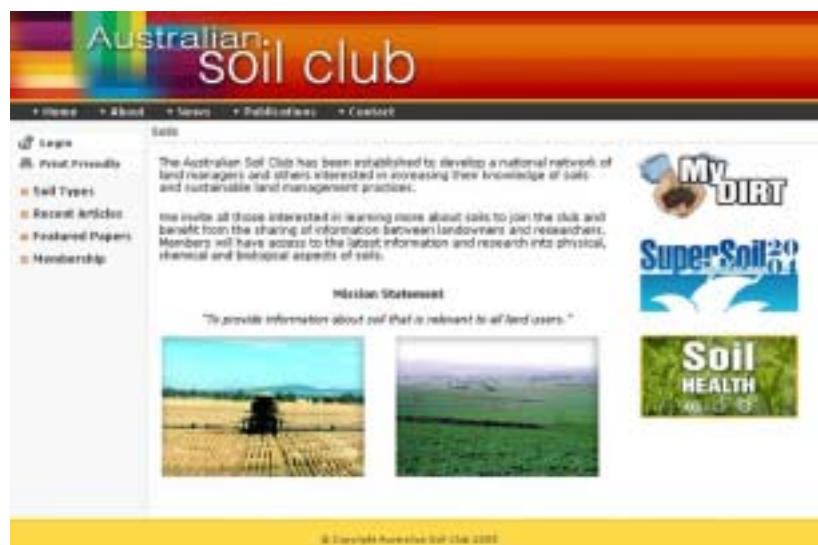 Australian
soil club
Home About News Publications Contact
Login
Print Friendly
Soil Types
Recent Articles
Featured Papers
Membership
Soils
The Australian Soil Club has been established to develop a national network of
land managers and others interested in increasing their knowledge of soils
and sustainable land management practices.
We invite all those interested in learning more about soils to join the club and
benefit from the sharing of information between landowners and researchers.
Members will have access to the latest information and research into physical,
chemical and biological aspects of soils.
Mission Statement
"To provide information about soil that is relevant to all land users."
My
DIRT
SuperSoil 2004
Soil
HEALTH
© Copyright Australian Soil Club